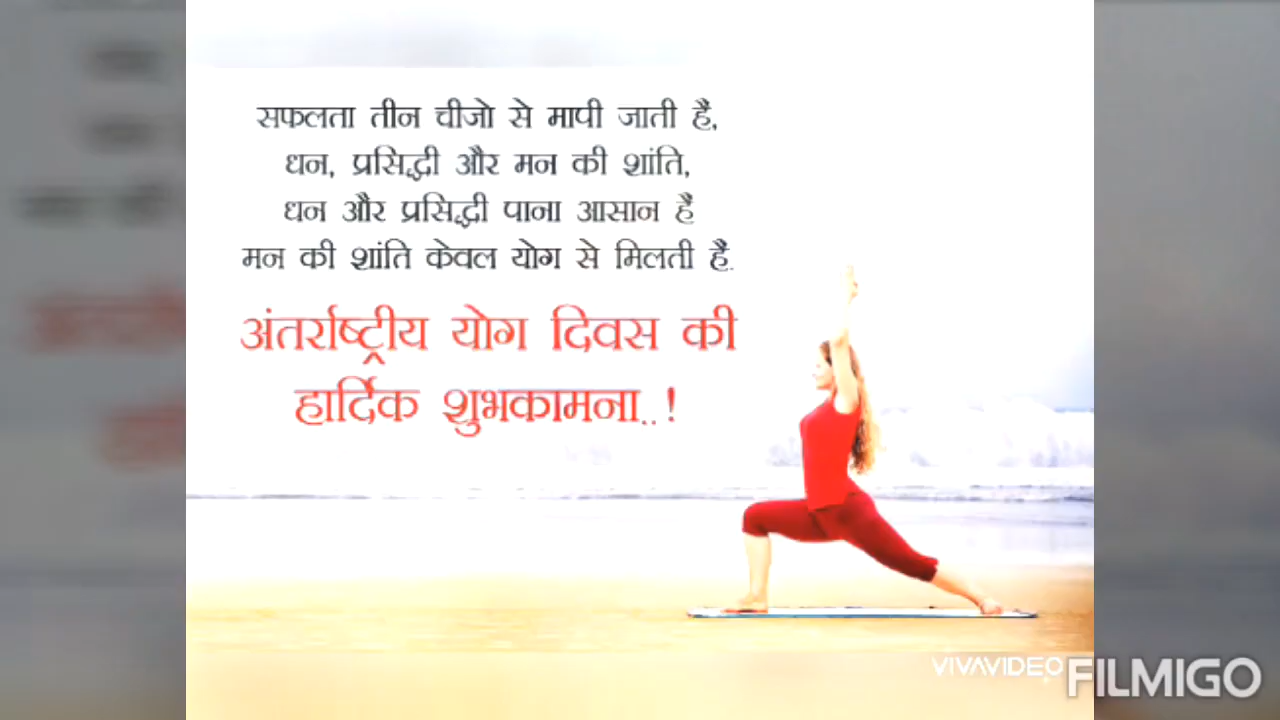 सफलता तीन चीजो से मापी जाती हैं,
धन, प्रसिद्धी और मन की शांति,
धन और प्रसिद्धी पाना आसान हैं
मन की शांति केवल योग से मिलती हैं.
अंतर्राष्ट्रीय योग दिवस की
हार्दिक शुभकामना..!
VIVAVIDEO
FILMIGO